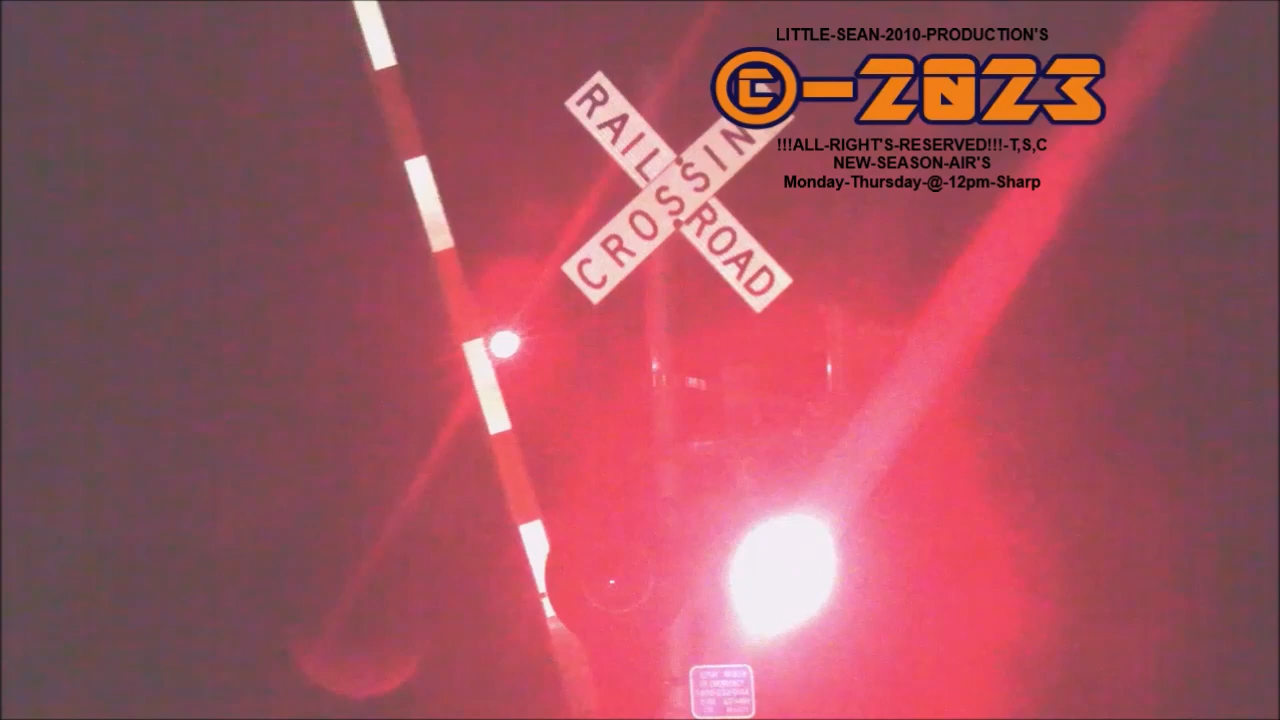 LITTLE-SEAN-2010-PRODUCTION'S
©-2023
!!!ALL-RIGHT'S-RESERVED!!!-T,S,C
NEW-SEASON-AIR'S
Monday-Thursday-@-12pm-Sharp
RAIL ROAD
CROSSING